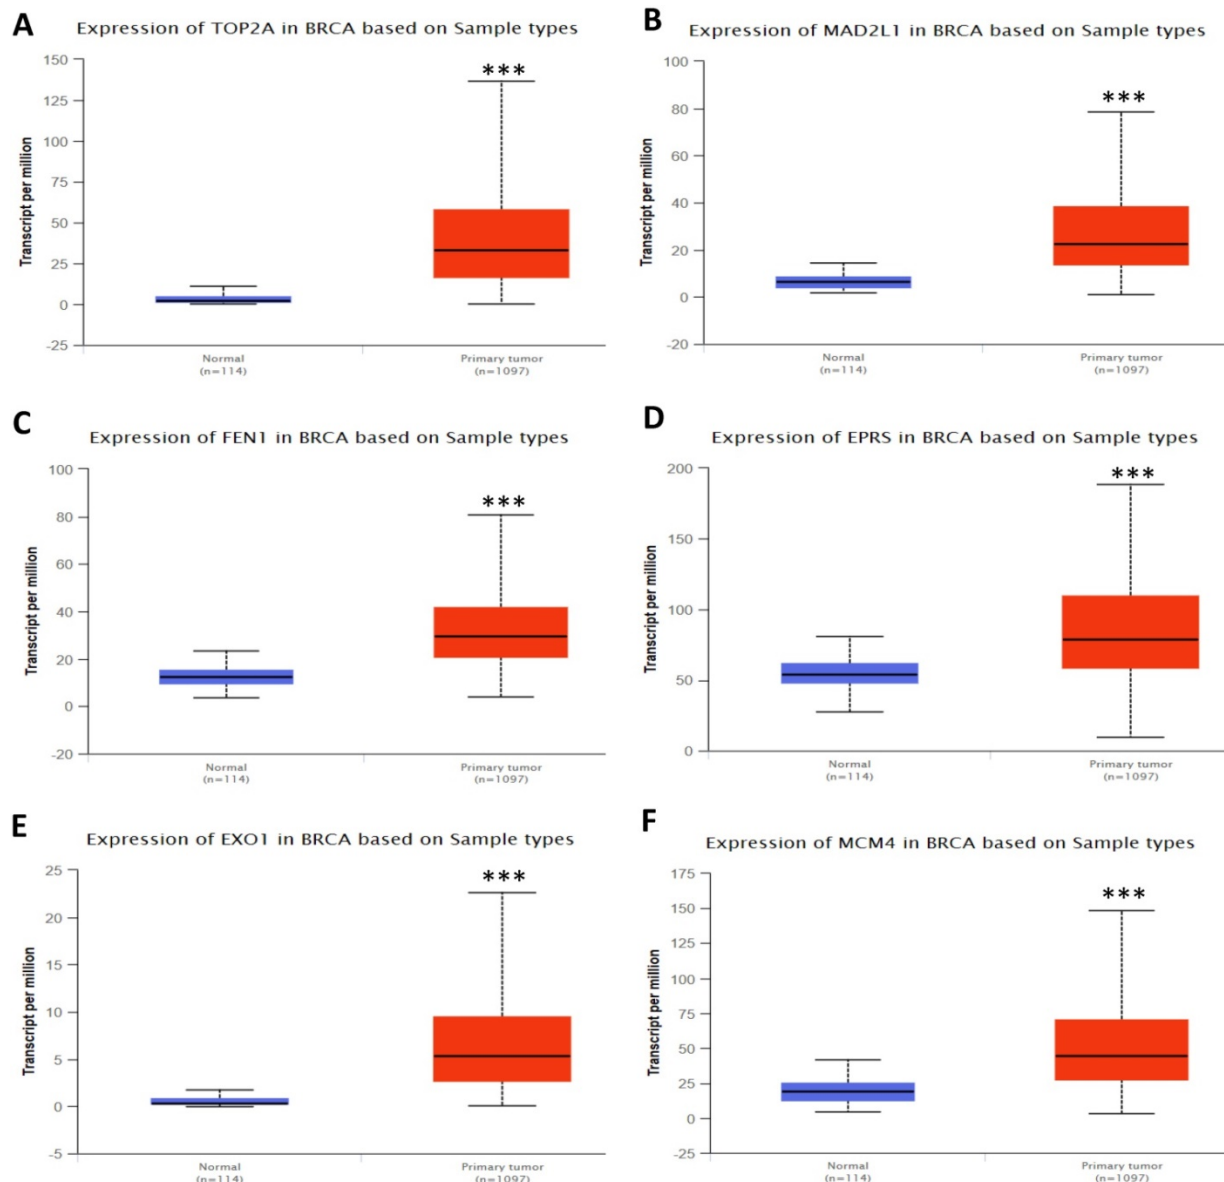 A
Expression of TOP2A in BRCA based on Sample types
150
125
100
75
50
25
0
-25
Transcript per million
***
Normal
(n=114)
Primary tumor
(n=1097)
B
Expression of MAD2L1 in BRCA based on Sample types
100
80
60
40
20
0
-20
Transcript per million
***
Normal
(n=114)
Primary tumor
(n=1097)
C
Expression of FEN1 in BRCA based on Sample types
100
80
60
40
20
0
-20
Transcript per million
***
Normal
(n=114)
Primary tumor
(n=1097)
D
Expression of EPRS in BRCA based on Sample types
200
150
100
50
0
Transcript per million
***
Normal
(n=114)
Primary tumor
(n=1097)
E
Expression of EXO1 in BRCA based on Sample types
25
20
15
10
5
0
-5
Transcript per million
***
Normal
(n=114)
Primary tumor
(n=1097)
F
Expression of MCM4 in BRCA based on Sample types
175
150
125
100
75
50
25
0
-25
Transcript per million
***
Normal
(n=114)
Primary tumor
(n=1097)